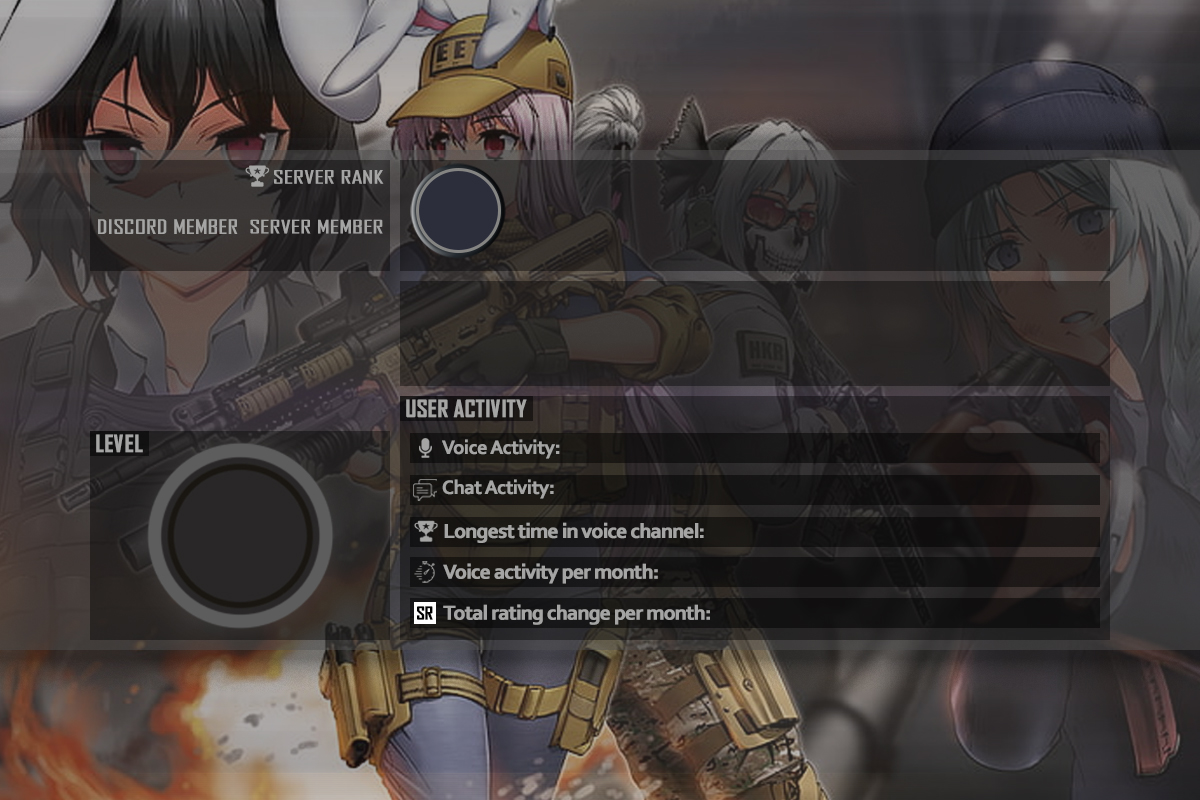 EET
SERVER RANK
DISCORD MEMBER SERVER MEMBER
HKR
USER ACTIVITY
LEVEL
Voice Activity:
Chat Activity:
Longest time in voice channel:
Voice activity per month:
SR Total rating change per month: